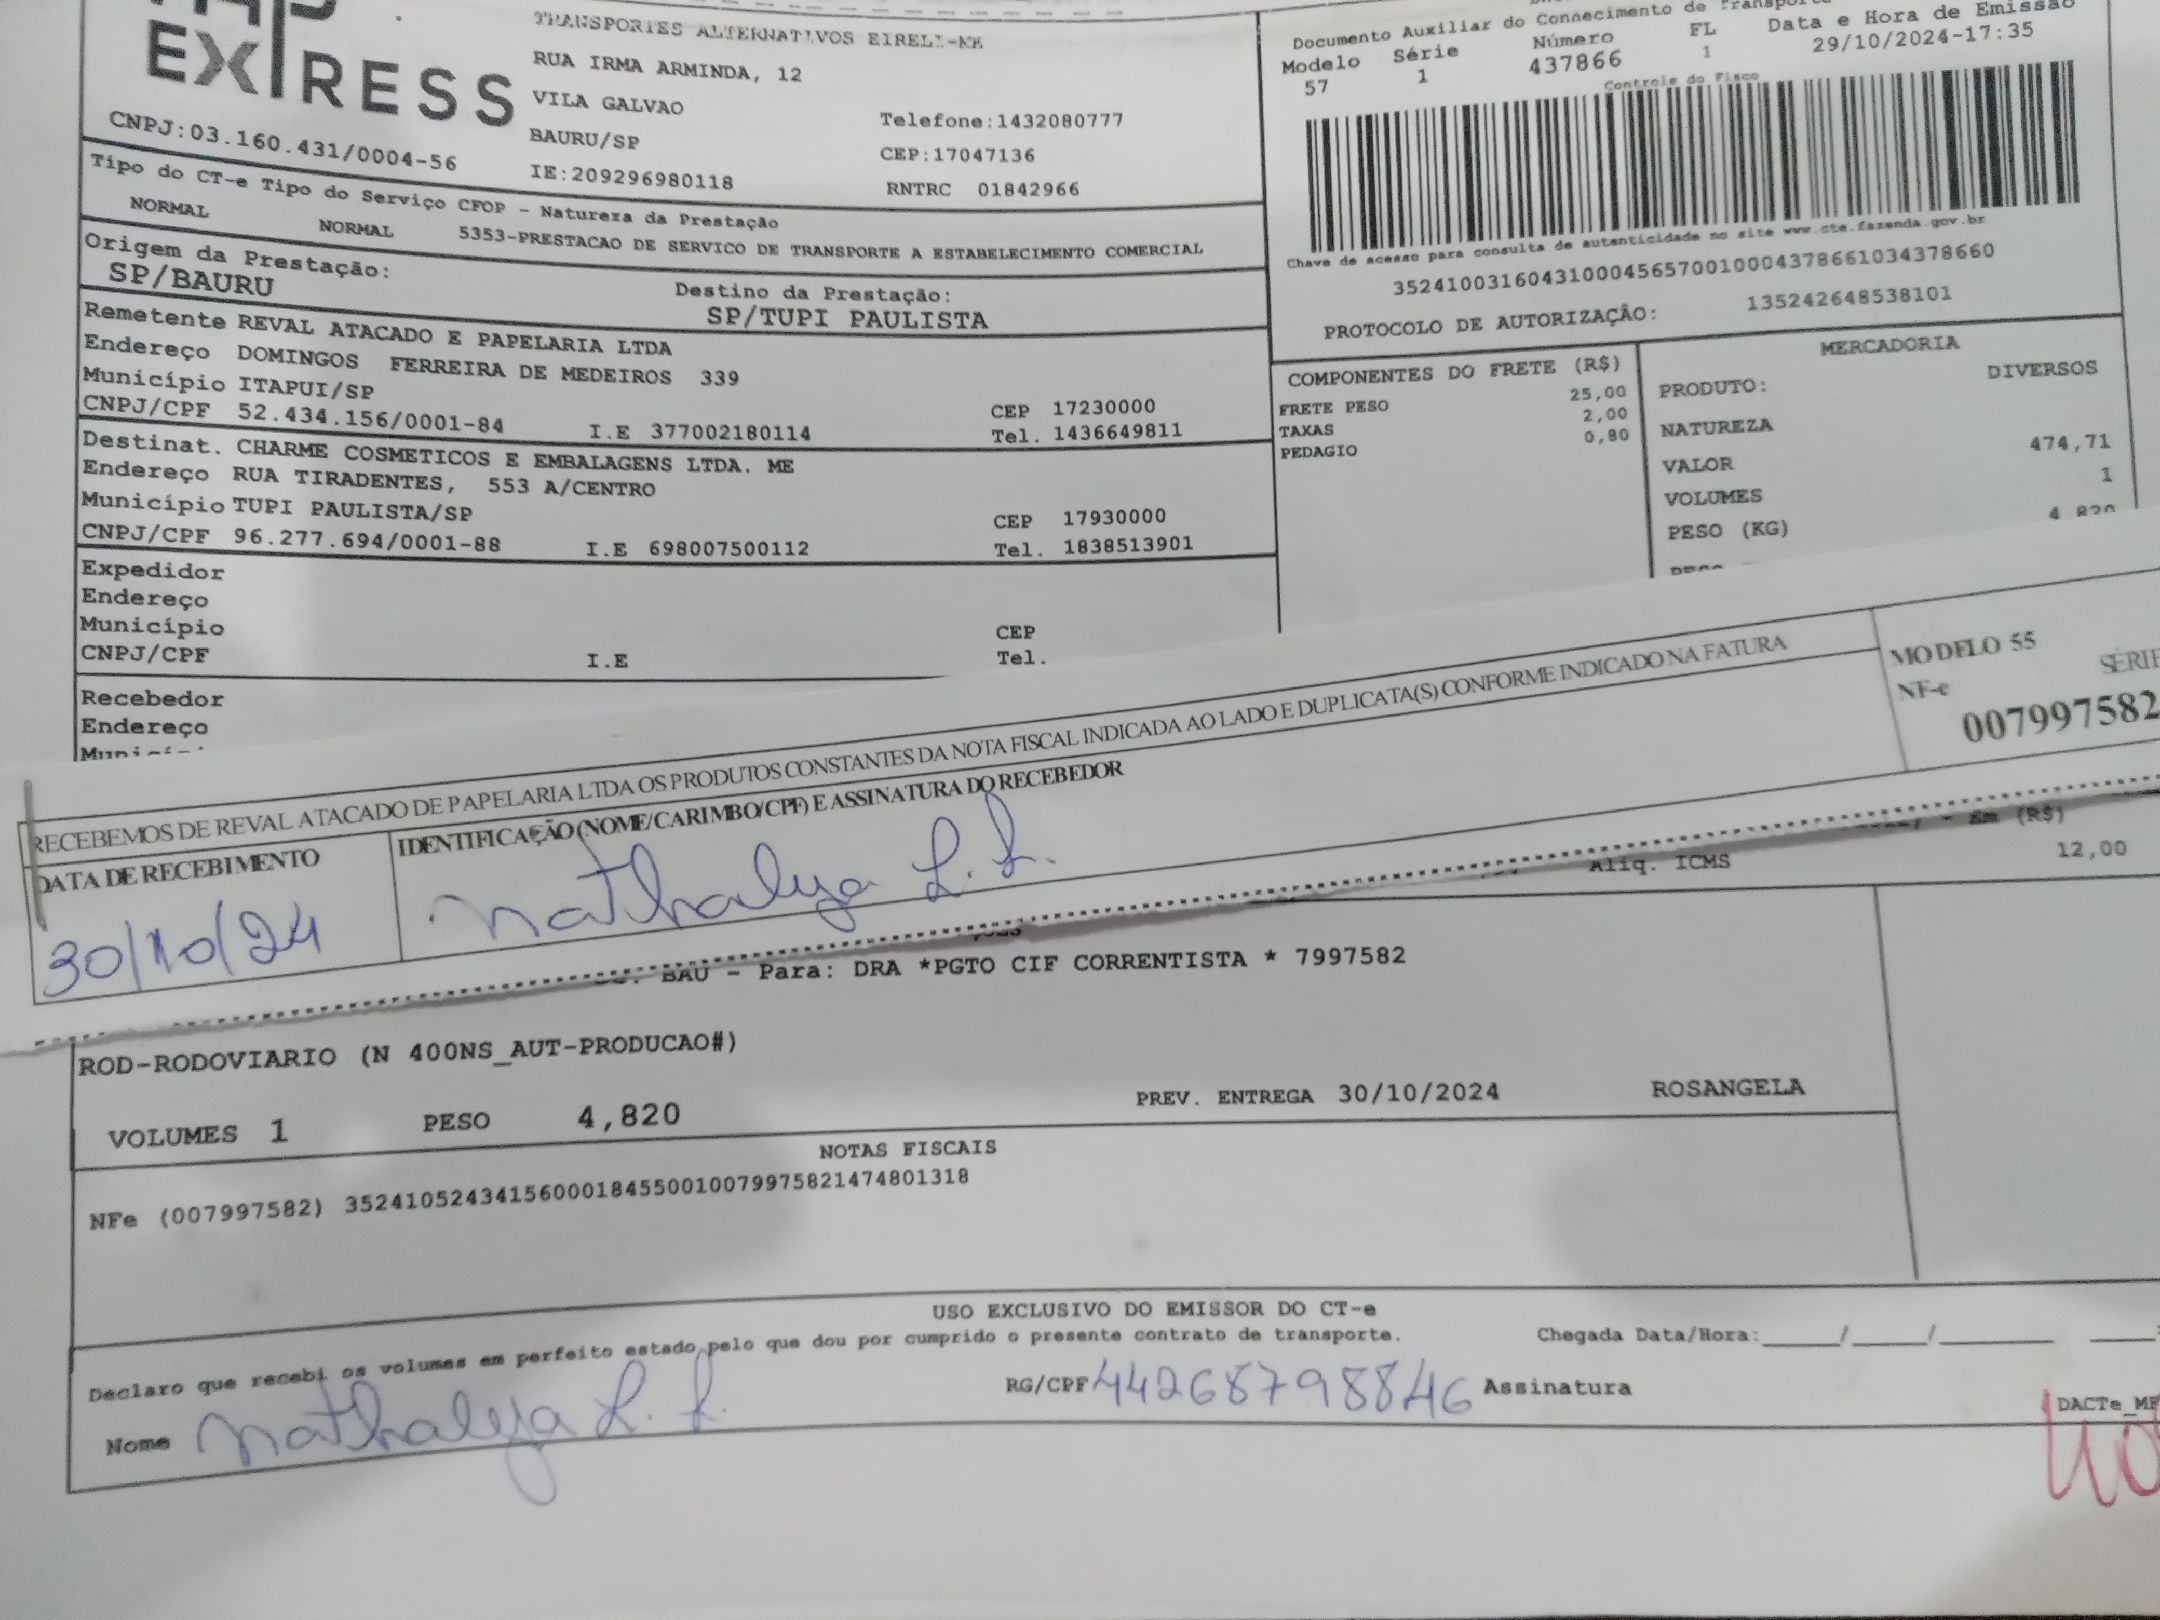 EXPRESS
CNPJ:03.160.431/0004-56
TRANSPORTES ALTERNATIVOS EIRELI-ME
RUA IRMA ARMINDA, 12
VILA GALVAO
BAURU/SP
IE:209296980118
Telefone:1432080777
CEP:17047136
RNTRC 01842966
Documento Auxiliar do Conhecimento de Transporte
Modelo Série Número FL Data e Hora de Emissão
57 1 437866 1 29/10/2024-17:35
Controle do Fisco
Chave de acesso para consulta de autenticidade no site www.cte.fazenda.gov.br
35241003160431000456570010004378661034378660
PROTOCOLO DE AUTORIZAÇÂO: 135242648538101
Tipo do CT-e Tipo do Serviço CFOP - Natureza da Prestação
NORMAL NORMAL 5353-PRESTACAO DE SERVICO DE TRANSPORTE A ESTABELECIMENTO COMERCIAL
Origem da Prestação: Destino da Prestação:
SP/BAURU SP/TUPI PAULISTA
Remetente REVAL ATACADO E PAPELARIA LTDA
Endereço DOMINGOS FERREIRA DE MEDEIROS 339
Município ITAPUI/SP CEP 17230000
CNPJ/CPF 52.434.156/0001-84 I.E 377002180114 Tel. 1436649811
Destinat. CHARME COSMETICOS E EMBALAGENS LTDA. ME
Endereço RUA TIRADENTES, 553 A/CENTRO
Município TUPI PAULISTA/SP CEP 17930000
CNPJ/CPF 96.277.694/0001-88 I.E 698007500112 Tel. 1838513901
Expedidor
Endereço
Município CEP
CNPJ/CPF I.E Tel.
Recebedor
Endereço
COMPONENTES DO FRETE (R$)
FRETE PESO 25,00
TAXAS 2,00
PEDAGIO 0,80
MERCADORIA
PRODUTO: DIVERSOS
NATUREZA
VALOR 474,71
VOLUMES 1
PESO (KG) 4,820
RECEBEMOS DE REVAL ATACADO DE PAPELARIA LTDA OS PRODUTOS CONSTANTES DA NOTA FISCAL INDICADA AO LADO E DUPLICATA(S) CONFORME INDICADO NA FATURA
MODELO 55
NF-e SÉRIE
007997582
DATA DE RECEBIMENTO
30/10/24
IDENTIFICAÇÃO (NOME/CARIMBO/CPF) E ASSINATURA DO RECEBEDOR
Nathalya L. L.
Em (R$)
Aliq. ICMS 12,00
BAU - Para: DRA *PGTO CIF CORRENTISTA * 7997582
ROD-RODOVIARIO (N 400NS_AUT-PRODUCAO#)
VOLUMES 1 PESO 4,820 PREV. ENTREGA 30/10/2024 ROSANGELA
NOTAS FISCAIS
NFe (007997582) 35241052434156000184550010079975821474801318
USO EXCLUSIVO DO EMISSOR DO CT-e
Declaro que recebi os volumes em perfeito estado pelo que dou por cumprido o presente contrato de transporte. Chegada Data/Hora:____/____/______ ____
Nome Nathalya L. L. RG/CPF 44268798846 Assinatura